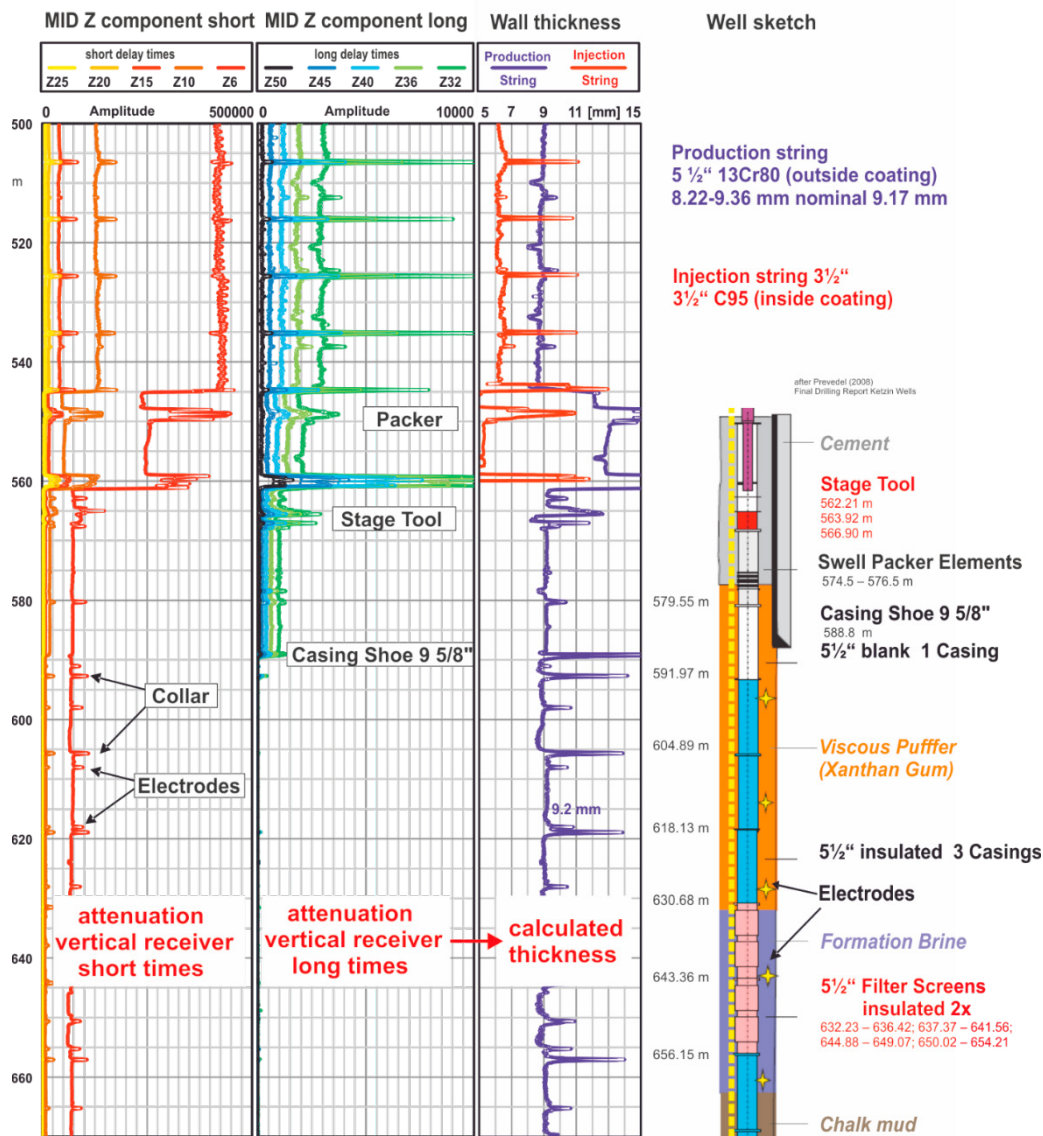 MID Z component short
MID Z component long
Wall thickness
Well sketch
short delay times
Z25 Z20 Z15 Z10 Z6
long delay times
Z50 Z45 Z40 Z36 Z32
Production
String
Injection
String
0 Amplitude 500000
0 Amplitude 10000
5 7 9 11 [mm] 15
500
m
520
540
560
580
600
620
640
660
Packer
Stage Tool
Casing Shoe 9 5/8"
Collar
Electrodes
9.2 mm
attenuation
vertical receiver
short times
attenuation
vertical receiver
long times
calculated
thickness
Production string
5 ½“ 13Cr80 (outside coating)
8.22-9.36 mm nominal 9.17 mm
Injection string 3½“
3½“ C95 (inside coating)
after Prevedel (2008)
Final Drilling Report Ketzin Wells
Cement
Stage Tool
562.21 m
563.92 m
566.90 m
Swell Packer Elements
574.5 – 576.5 m
579.55 m
Casing Shoe 9 5/8"
588.8 m
5½“ blank 1 Casing
591.97 m
604.89 m
Viscous Pufffer
(Xanthan Gum)
618.13 m
5½“ insulated 3 Casings
Electrodes
630.68 m
Formation Brine
643.36 m
5½“ Filter Screens
insulated 2x
632.23 – 636.42; 637.37 – 641.56;
644.88 – 649.07; 650.02 – 654.21
656.15 m
Chalk mud